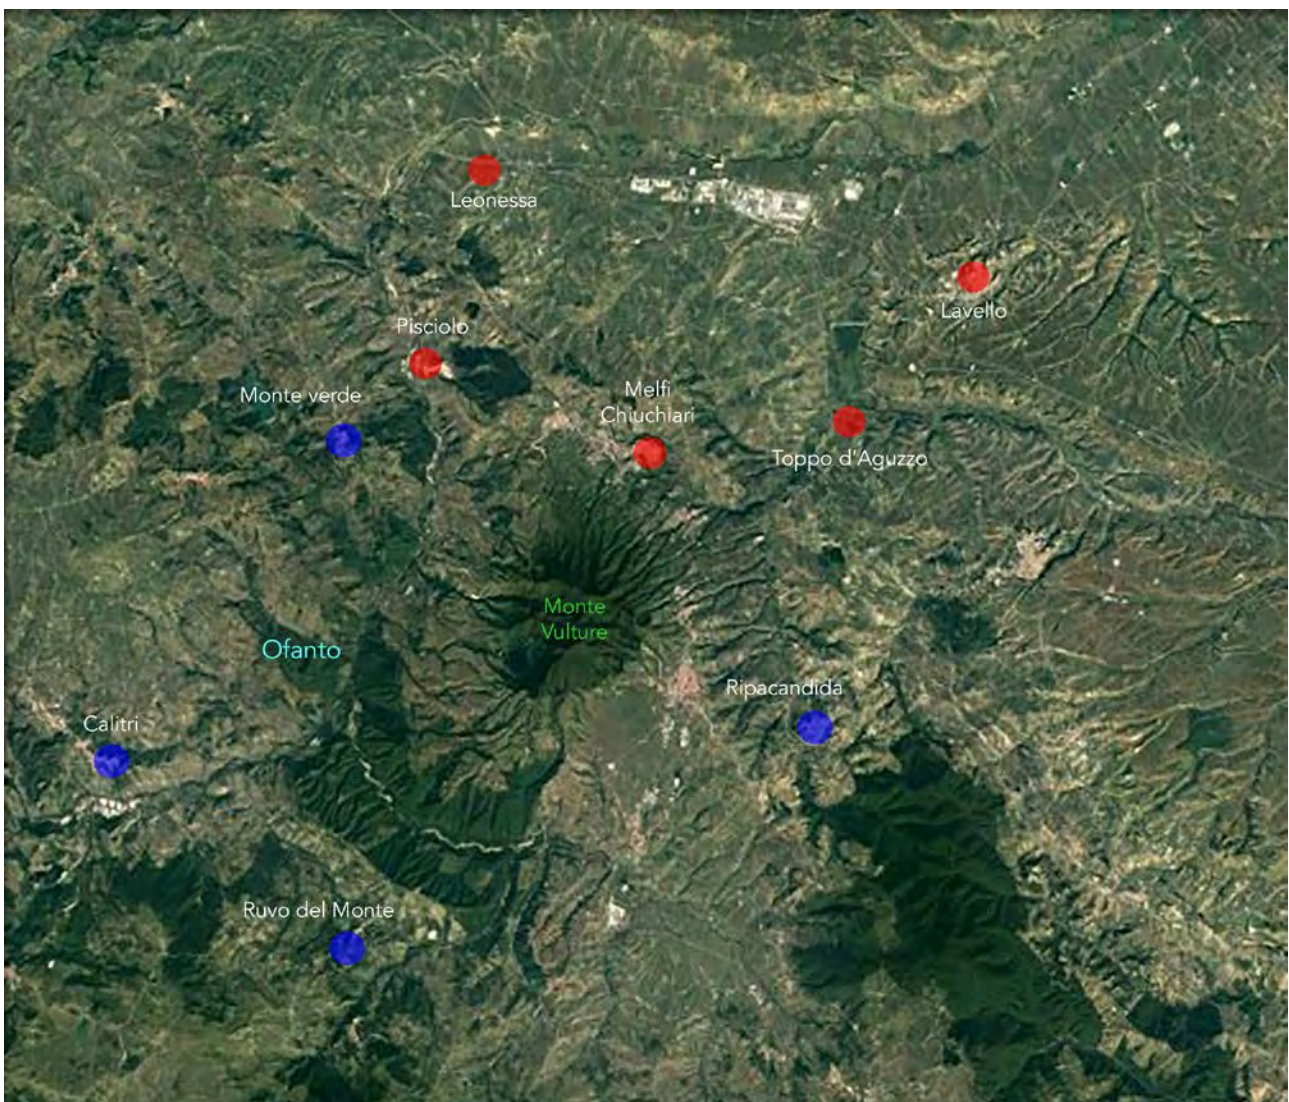 Leonessa
Lavello
Pisciolo
Monte verde
Melfi
Chiuchiari
Toppo d'Aguzzo
Monte
Vulture
Ofanto
Ripacandida
Calitri
Ruvo del Monte